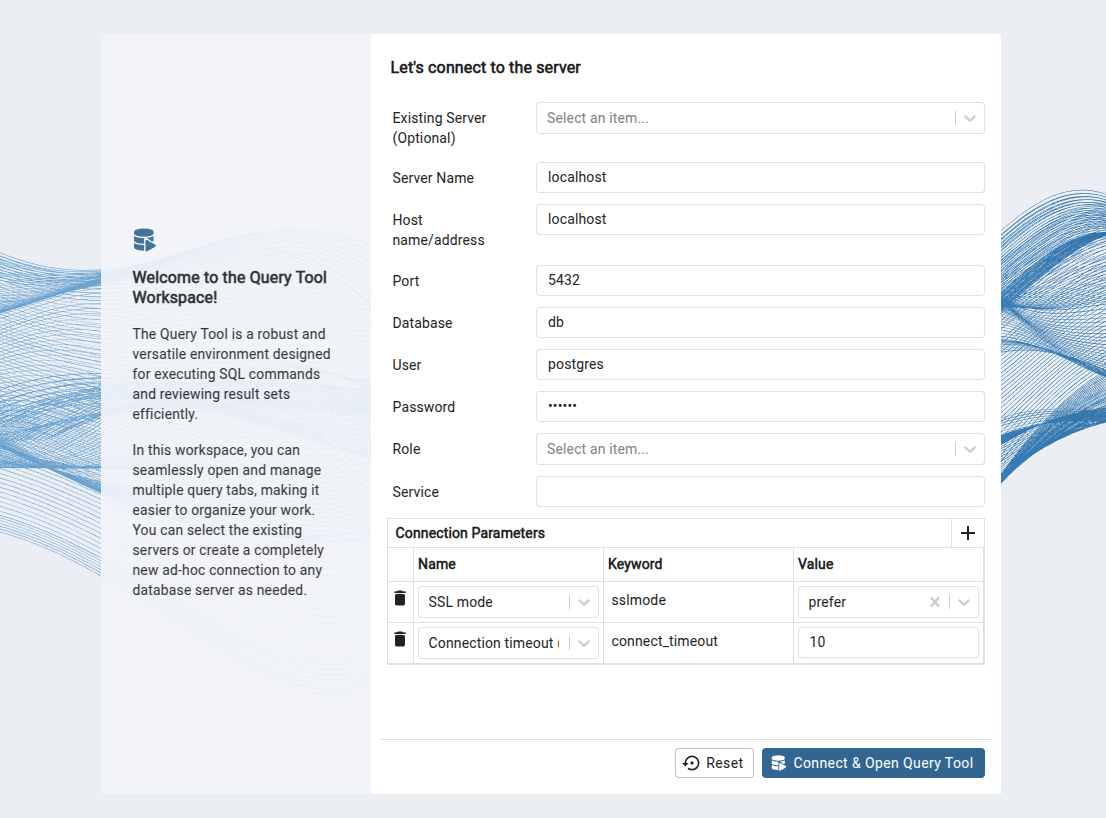 Welcome to the Query Tool
Workspace!
The Query Tool is a robust and
versatile environment designed
for executing SQL commands
and reviewing result sets
efficiently.
In this workspace, you can
seamlessly open and manage
multiple query tabs, making it
easier to organize your work.
You can select the existing
servers or create a completely
new ad-hoc connection to any
database server as needed.
Let's connect to the server
Existing Server Select an item...
(Optional)
Server Name localhost
Host localhost
name/address
Port 5432
Database db
User postgres
Password ••••••
Role Select an item...
Service
Connection Parameters
Name Keyword Value
SSL mode sslmode prefer
Connection timeout connect_timeout 10
Reset Connect & Open Query Tool